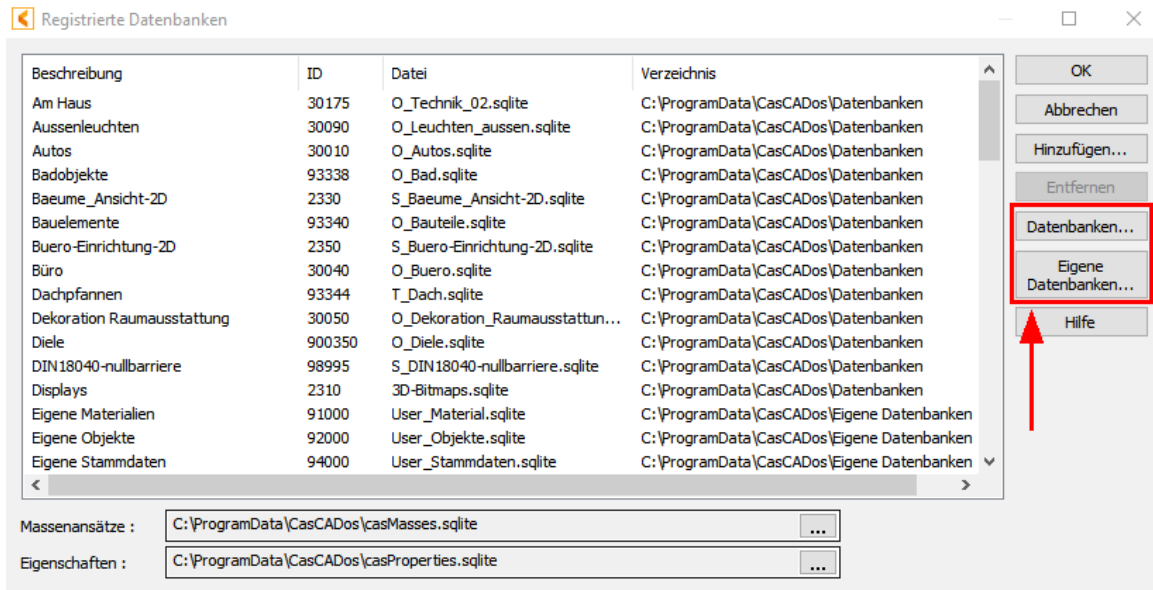 Registrierte Datenbanken
Beschreibung ID Datei Verzeichnis
Am Haus 30175 O_Technik_02.sqlite C:\ProgramData\CasCADos\Datenbanken
Aussenleuchten 30090 O_Leuchten_aussen.sqlite C:\ProgramData\CasCADos\Datenbanken
Autos 30010 O_Autos.sqlite C:\ProgramData\CasCADos\Datenbanken
Badobjekte 93338 O_Bad.sqlite C:\ProgramData\CasCADos\Datenbanken
Baeume_Ansicht-2D 2330 S_Baeume_Ansicht-2D.sqlite C:\ProgramData\CasCADos\Datenbanken
Bauelemente 93340 O_Bauteile.sqlite C:\ProgramData\CasCADos\Datenbanken
Buero-Einrichtung-2D 2350 S_Buero-Einrichtung-2D.sqlite C:\ProgramData\CasCADos\Datenbanken
Büro 30040 O_Buero.sqlite C:\ProgramData\CasCADos\Datenbanken
Dachpfannen 93344 T_Dach.sqlite C:\ProgramData\CasCADos\Datenbanken
Dekoration Raumausstattung 30050 O_Dekoration_Raumausstattun... C:\ProgramData\CasCADos\Datenbanken
Diele 900350 O_Diele.sqlite C:\ProgramData\CasCADos\Datenbanken
DIN18040-nullbarriere 98995 S_DIN18040-nullbarriere.sqlite C:\ProgramData\CasCADos\Datenbanken
Displays 2310 3D-Bitmaps.sqlite C:\ProgramData\CasCADos\Datenbanken
Eigene Materialien 91000 User_Material.sqlite C:\ProgramData\CasCADos\Eigene Datenbanken
Eigene Objekte 92000 User_Objekte.sqlite C:\ProgramData\CasCADos\Eigene Datenbanken
Eigene Stammdaten 94000 User_Stammdaten.sqlite C:\ProgramData\CasCADos\Eigene Datenbanken
OK
Abbrechen
Hinzufügen...
Entfernen
Datenbanken...
Eigene
Datenbanken...
Hilfe
Massenansätze : C:\ProgramData\CasCADos\casMasses.sqlite ...
Eigenschaften : C:\ProgramData\CasCADos\casProperties.sqlite ...